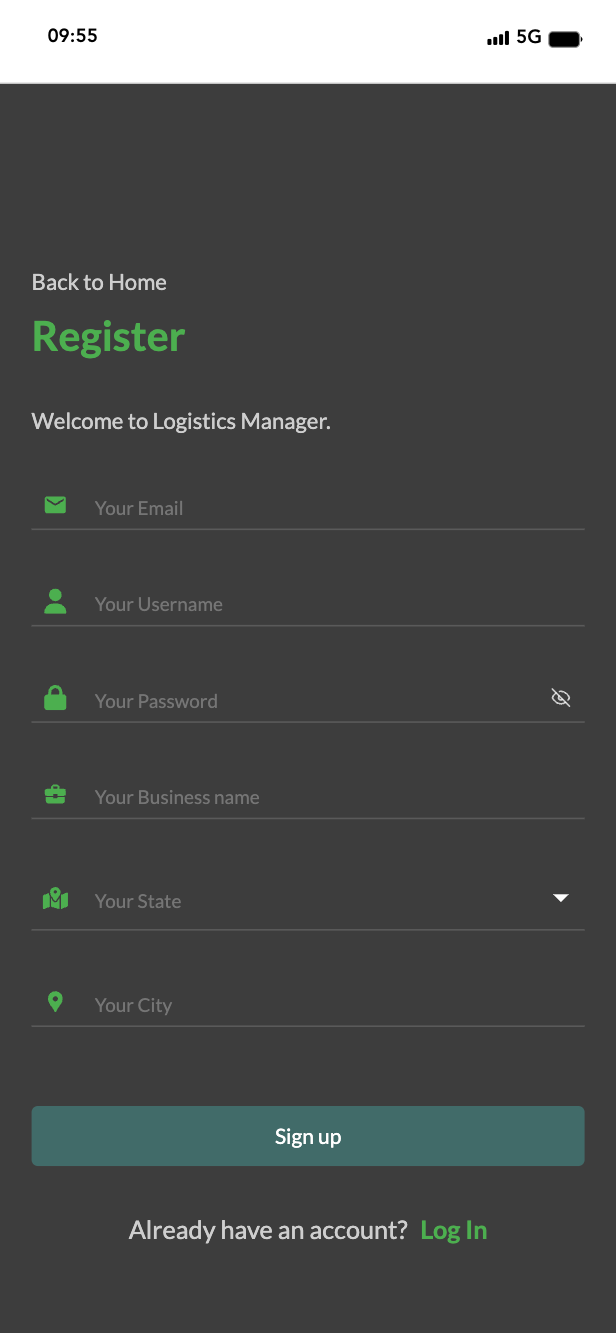 09:55 5G
Back to Home
Register
Welcome to Logistics Manager.
Your Email
Your Username
Your Password
Your Business name
Your State
Your City
Sign up
Already have an account? Log In